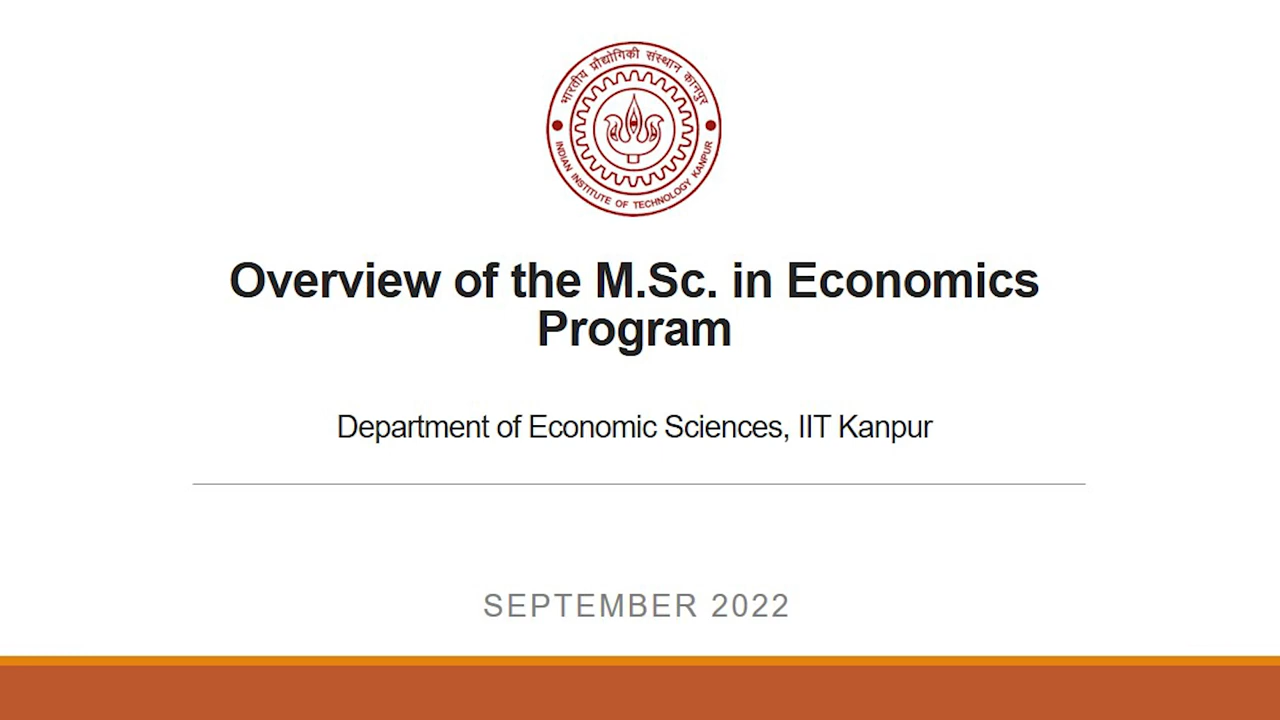 भारतीय प्रौद्योगिकी संस्थान कानपुर
INDIAN INSTITUTE OF TECHNOLOGY KANPUR
Overview of the M.Sc. in Economics
Program
Department of Economic Sciences, IIT Kanpur
SEPTEMBER 2022